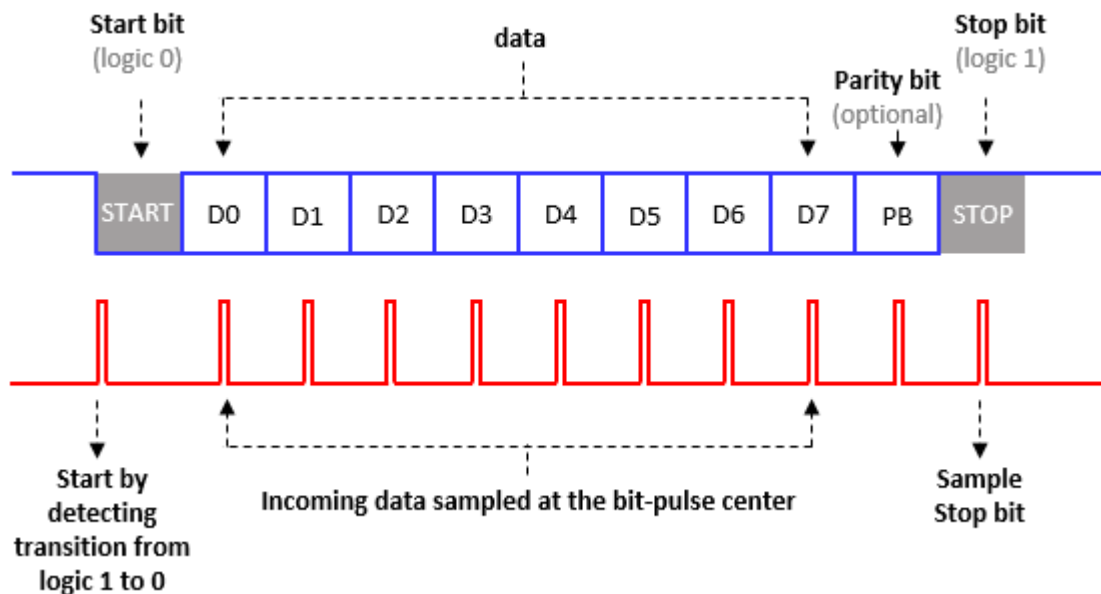 Start bit
(logic 0)
data
Stop bit
(logic 1)
Parity bit
(optional)
START D0 D1 D2 D3 D4 D5 D6 D7 PB STOP
Start by
detecting
transition from
logic 1 to 0
Incoming data sampled at the bit-pulse center
Sample
Stop bit